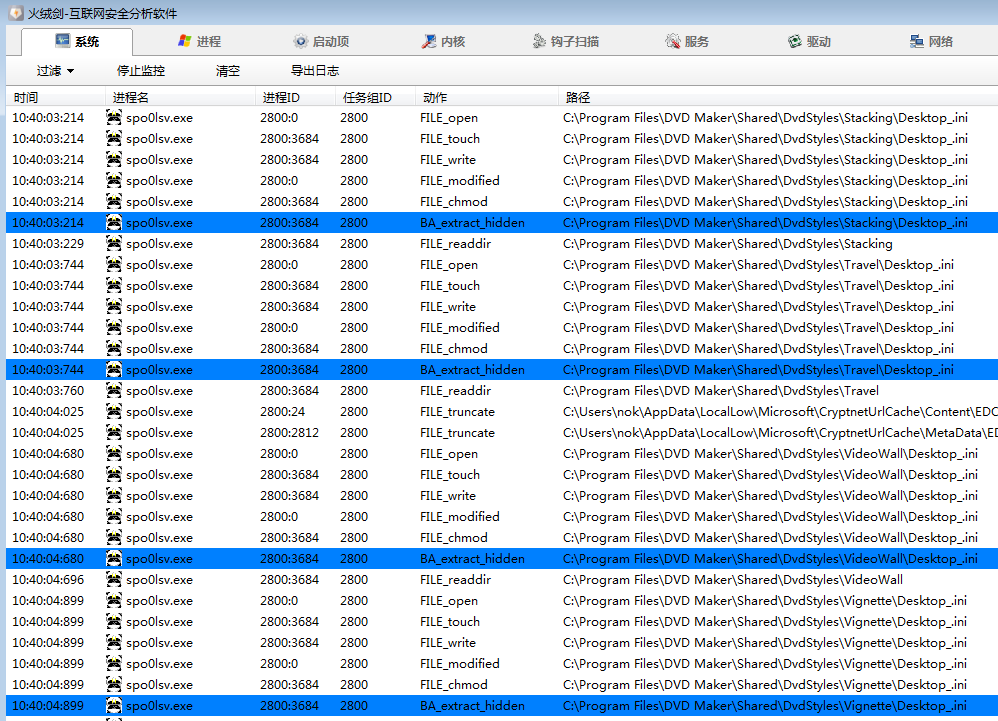 火绒剑-互联网安全分析软件
系统 进程 启动项 内核 钩子扫描 服务 驱动 网络
过滤 停止监控 清空 导出日志
时间 进程名 进程ID 任务组ID 动作 路径
10:40:03:214 spo0lsv.exe 2800:0 2800 FILE_open C:\Program Files\DVD Maker\Shared\DvdStyles\Stacking\Desktop_.ini
10:40:03:214 spo0lsv.exe 2800:3684 2800 FILE_touch C:\Program Files\DVD Maker\Shared\DvdStyles\Stacking\Desktop_.ini
10:40:03:214 spo0lsv.exe 2800:3684 2800 FILE_write C:\Program Files\DVD Maker\Shared\DvdStyles\Stacking\Desktop_.ini
10:40:03:214 spo0lsv.exe 2800:0 2800 FILE_modified C:\Program Files\DVD Maker\Shared\DvdStyles\Stacking\Desktop_.ini
10:40:03:214 spo0lsv.exe 2800:3684 2800 FILE_chmod C:\Program Files\DVD Maker\Shared\DvdStyles\Stacking\Desktop_.ini
10:40:03:214 spo0lsv.exe 2800:3684 2800 BA_extract_hidden C:\Program Files\DVD Maker\Shared\DvdStyles\Stacking\Desktop_.ini
10:40:03:229 spo0lsv.exe 2800:3684 2800 FILE_readdir C:\Program Files\DVD Maker\Shared\DvdStyles\Stacking
10:40:03:744 spo0lsv.exe 2800:0 2800 FILE_open C:\Program Files\DVD Maker\Shared\DvdStyles\Travel\Desktop_.ini
10:40:03:744 spo0lsv.exe 2800:3684 2800 FILE_touch C:\Program Files\DVD Maker\Shared\DvdStyles\Travel\Desktop_.ini
10:40:03:744 spo0lsv.exe 2800:3684 2800 FILE_write C:\Program Files\DVD Maker\Shared\DvdStyles\Travel\Desktop_.ini
10:40:03:744 spo0lsv.exe 2800:0 2800 FILE_modified C:\Program Files\DVD Maker\Shared\DvdStyles\Travel\Desktop_.ini
10:40:03:744 spo0lsv.exe 2800:3684 2800 FILE_chmod C:\Program Files\DVD Maker\Shared\DvdStyles\Travel\Desktop_.ini
10:40:03:744 spo0lsv.exe 2800:3684 2800 BA_extract_hidden C:\Program Files\DVD Maker\Shared\DvdStyles\Travel\Desktop_.ini
10:40:03:760 spo0lsv.exe 2800:3684 2800 FILE_readdir C:\Program Files\DVD Maker\Shared\DvdStyles\Travel
10:40:04:025 spo0lsv.exe 2800:24 2800 FILE_truncate C:\Users\nok\AppData\LocalLow\Microsoft\CryptnetUrlCache\Content\EDC
10:40:04:025 spo0lsv.exe 2800:2812 2800 FILE_truncate C:\Users\nok\AppData\LocalLow\Microsoft\CryptnetUrlCache\MetaData\ED
10:40:04:680 spo0lsv.exe 2800:0 2800 FILE_open C:\Program Files\DVD Maker\Shared\DvdStyles\VideoWall\Desktop_.ini
10:40:04:680 spo0lsv.exe 2800:3684 2800 FILE_touch C:\Program Files\DVD Maker\Shared\DvdStyles\VideoWall\Desktop_.ini
10:40:04:680 spo0lsv.exe 2800:3684 2800 FILE_write C:\Program Files\DVD Maker\Shared\DvdStyles\VideoWall\Desktop_.ini
10:40:04:680 spo0lsv.exe 2800:0 2800 FILE_modified C:\Program Files\DVD Maker\Shared\DvdStyles\VideoWall\Desktop_.ini
10:40:04:680 spo0lsv.exe 2800:3684 2800 FILE_chmod C:\Program Files\DVD Maker\Shared\DvdStyles\VideoWall\Desktop_.ini
10:40:04:680 spo0lsv.exe 2800:3684 2800 BA_extract_hidden C:\Program Files\DVD Maker\Shared\DvdStyles\VideoWall\Desktop_.ini
10:40:04:696 spo0lsv.exe 2800:3684 2800 FILE_readdir C:\Program Files\DVD Maker\Shared\DvdStyles\VideoWall
10:40:04:899 spo0lsv.exe 2800:0 2800 FILE_open C:\Program Files\DVD Maker\Shared\DvdStyles\Vignette\Desktop_.ini
10:40:04:899 spo0lsv.exe 2800:3684 2800 FILE_touch C:\Program Files\DVD Maker\Shared\DvdStyles\Vignette\Desktop_.ini
10:40:04:899 spo0lsv.exe 2800:3684 2800 FILE_write C:\Program Files\DVD Maker\Shared\DvdStyles\Vignette\Desktop_.ini
10:40:04:899 spo0lsv.exe 2800:0 2800 FILE_modified C:\Program Files\DVD Maker\Shared\DvdStyles\Vignette\Desktop_.ini
10:40:04:899 spo0lsv.exe 2800:3684 2800 FILE_chmod C:\Program Files\DVD Maker\Shared\DvdStyles\Vignette\Desktop_.ini
10:40:04:899 spo0lsv.exe 2800:3684 2800 BA_extract_hidden C:\Program Files\DVD Maker\Shared\DvdStyles\Vignette\Desktop_.ini